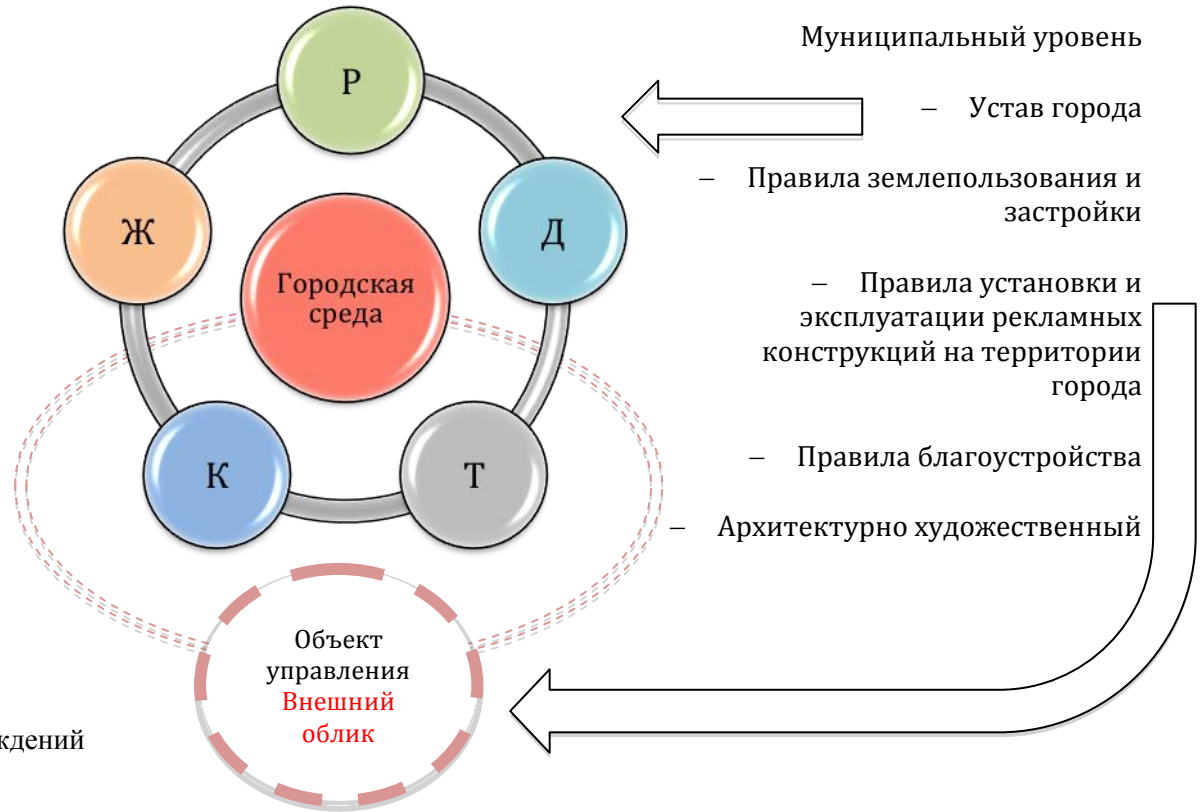 Р
Ж
Д
Городская
среда
К
Т
Объект
управления
Внешний
облик
Муниципальный уровень
– Устав города
– Правила землепользования и
застройки
– Правила установки и
эксплуатации рекламных
конструкций на территории
города
– Правила благоустройства
– Архитектурно художественный
ждений